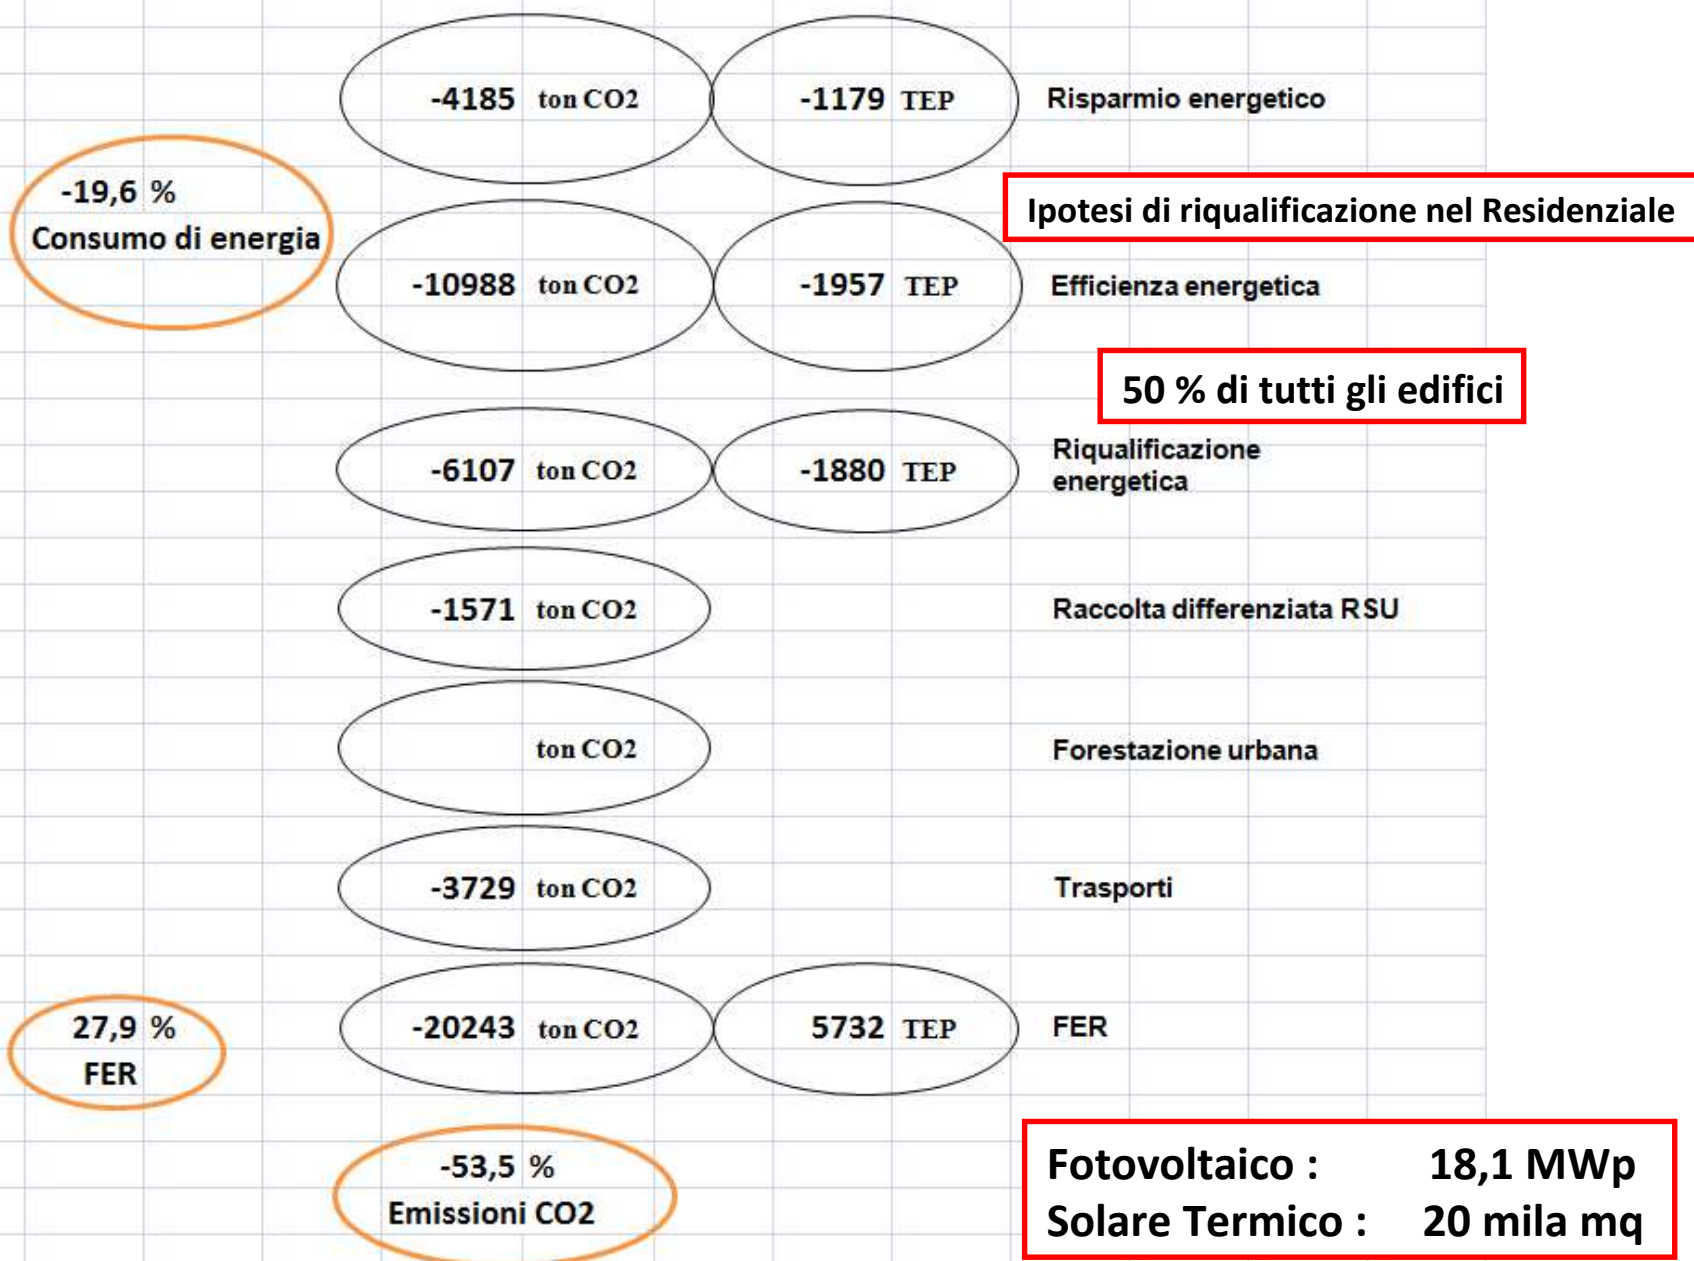 -4185 ton CO2 -1179 TEP Risparmio energetico
-19,6 %
Consumo di energia
Ipotesi di riqualificazione nel Residenziale
-10988 ton CO2 -1957 TEP Efficienza energetica
50 % di tutti gli edifici
-6107 ton CO2 -1880 TEP Riqualificazione
energetica
-1571 ton CO2 Raccolta differenziata RSU
ton CO2 Forestazione urbana
-3729 ton CO2 Trasporti
27,9 %
FER
-20243 ton CO2 5732 TEP FER
-53,5 %
Emissioni CO2
Fotovoltaico : 18,1 MWp
Solare Termico : 20 mila mq